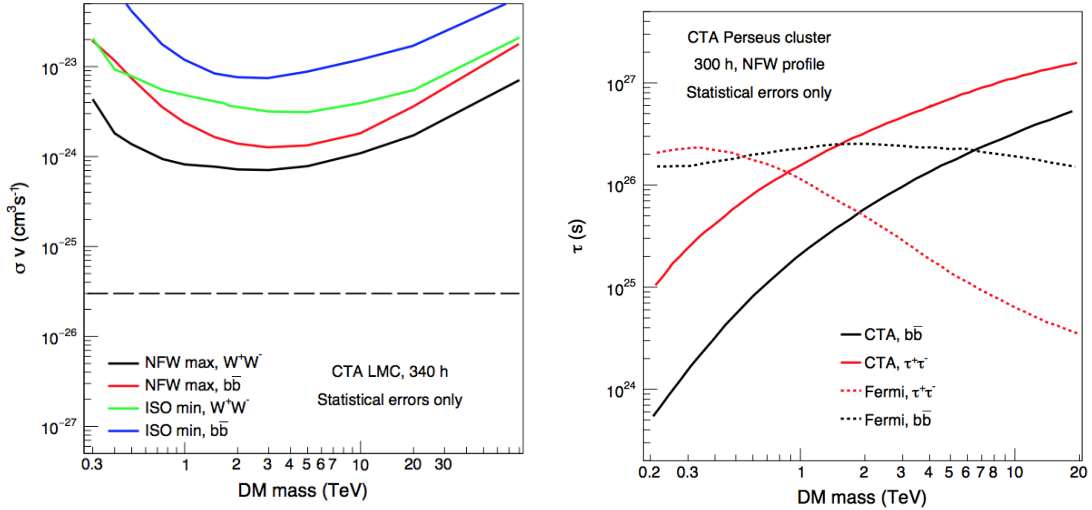 σ v (cm³s⁻¹)
10⁻²³
10⁻²⁴
10⁻²⁵
10⁻²⁶
10⁻²⁷
NFW max, W⁺W⁻
NFW max, bb̅
ISO min, W⁺W⁻
ISO min, bb̅
CTA LMC, 340 h
Statistical errors only
0.3 1 2 3 4 5 6 7 10 20 30
DM mass (TeV)
τ (s)
10²⁷
10²⁶
10²⁵
10²⁴
CTA Perseus cluster
300 h, NFW profile
Statistical errors only
CTA, bb̅
CTA, τ⁺τ⁻
Fermi, τ⁺τ⁻
Fermi, bb̅
0.2 0.3 1 2 3 4 5 6 7 8 10 20
DM mass (TeV)